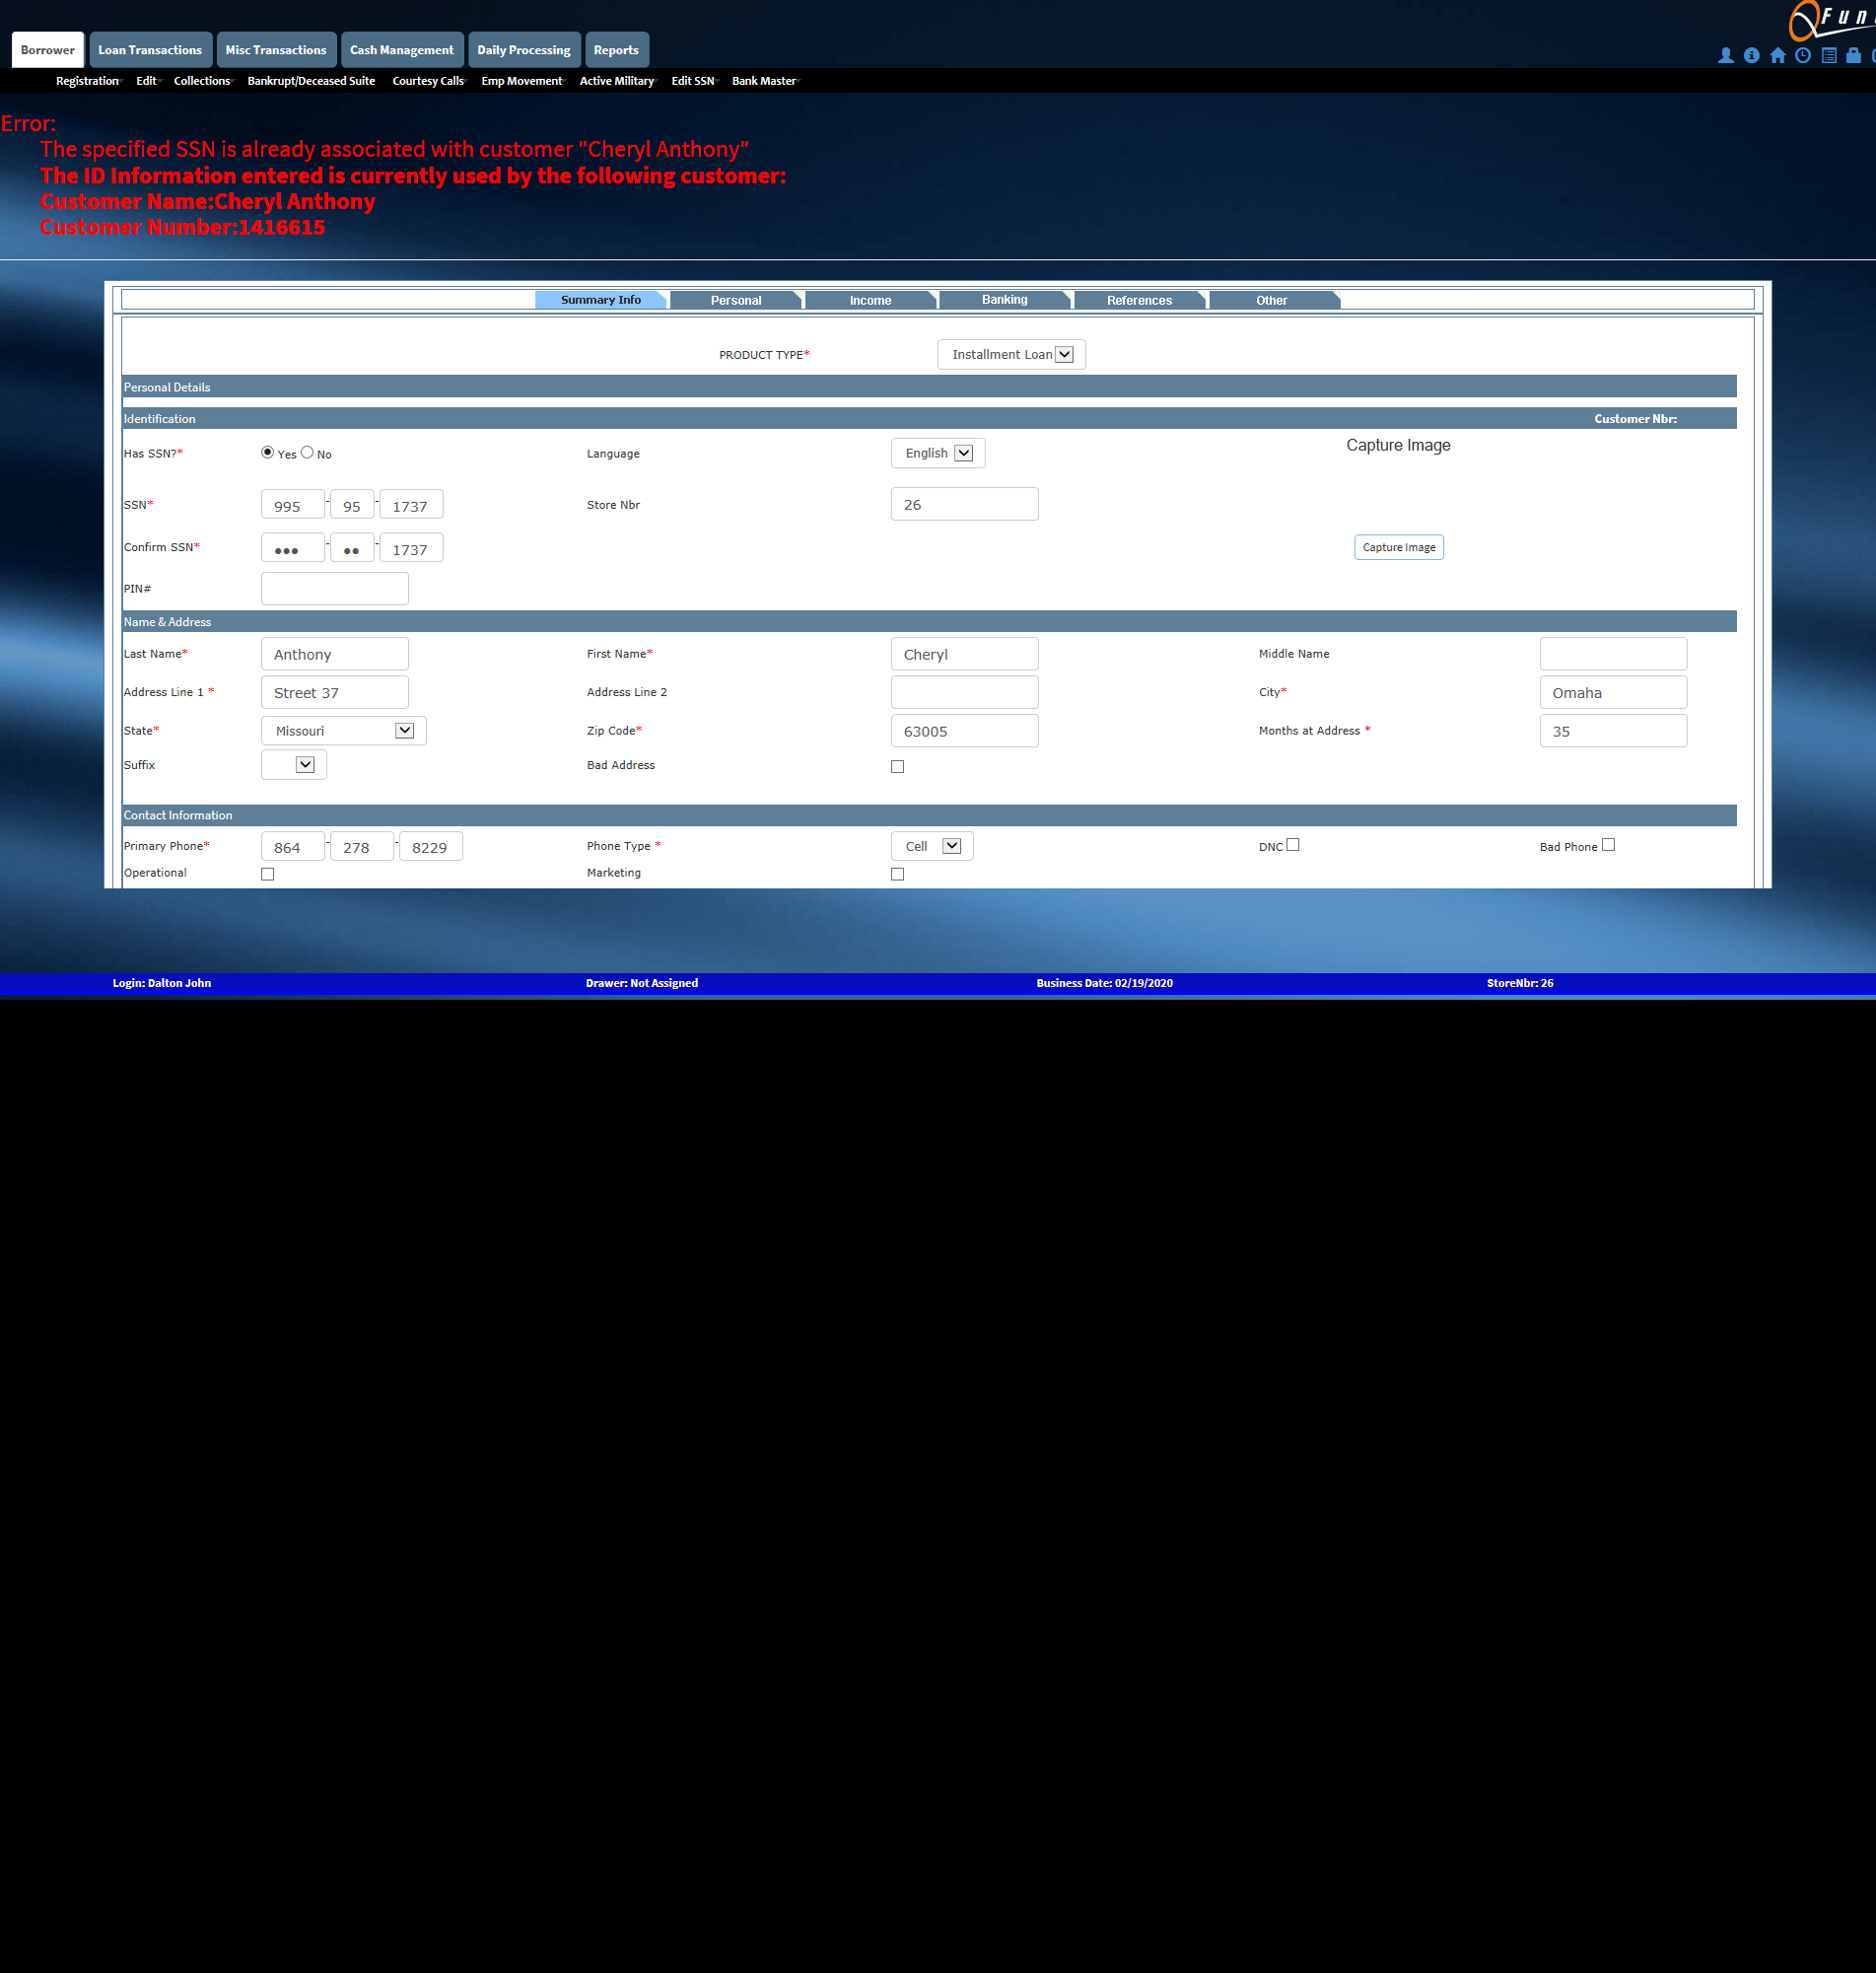 Fun
Borrower Loan Transactions Misc Transactions Cash Management Daily Processing Reports
Registration Edit Collections Bankrupt/Deceased Suite Courtesy Calls Emp Movement Active Military Edit SSN Bank Master
Error:
The specified SSN is already associated with customer "Cheryl Anthony"
The ID Information entered is currently used by the following customer:
Customer Name:Cheryl Anthony
Customer Number:1416615
Summary Info Personal Income Banking References Other
PRODUCT TYPE* Installment Loan
Personal Details
Identification Customer Nbr:
Has SSN?* Yes No Language English Capture Image
SSN* 995 - 95 - 1737 Store Nbr 26
Confirm SSN* ●●● - ●● - 1737 Capture Image
PIN#
Name & Address
Last Name* Anthony First Name* Cheryl Middle Name
Address Line 1 * Street 37 Address Line 2 City* Omaha
State* Missouri Zip Code* 63005 Months at Address * 35
Suffix Bad Address
Contact Information
Primary Phone* 864 - 278 - 8229 Phone Type * Cell DNC Bad Phone
Operational Marketing
Login: Dalton John Drawer: Not Assigned Business Date: 02/19/2020 StoreNbr: 26